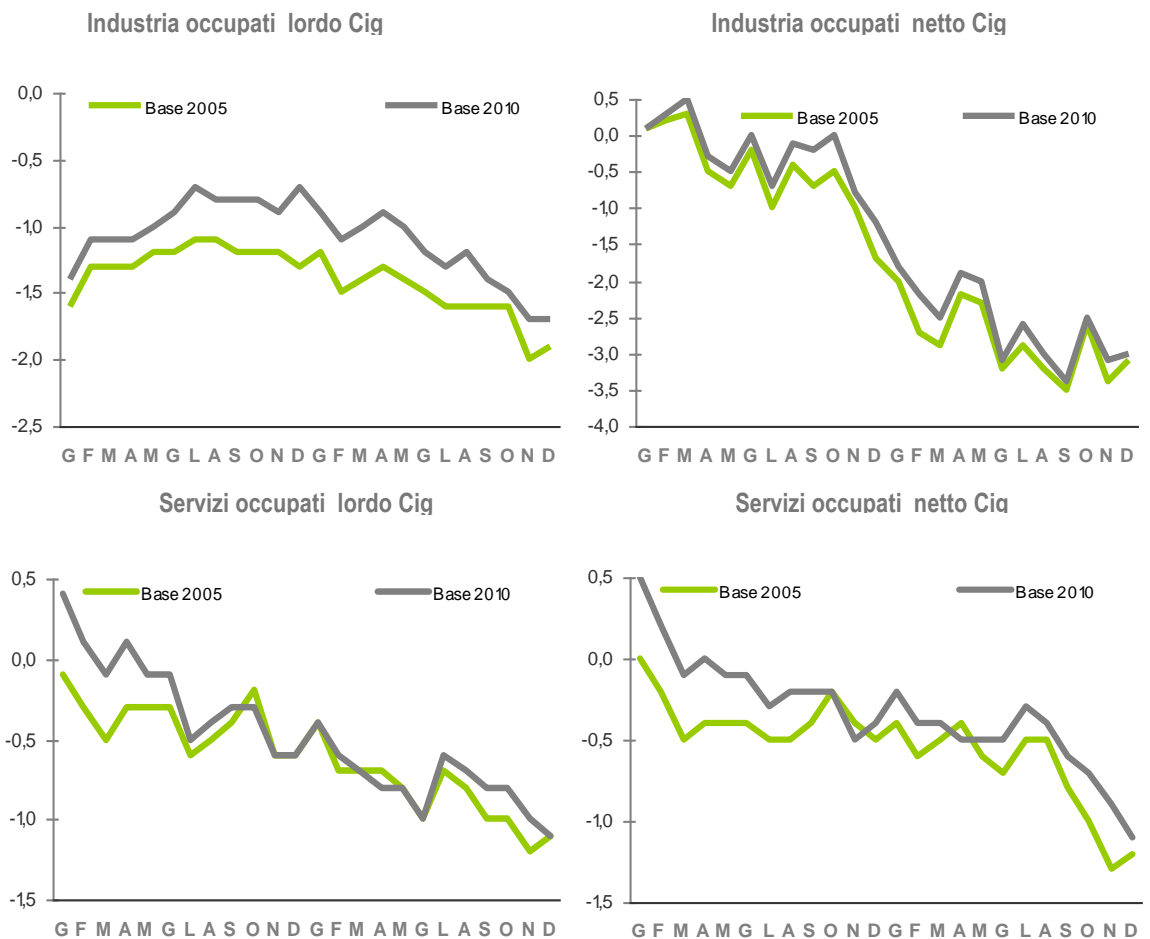 Industria occupati lordo Cig
Industria occupati netto Cig
0,0
-0,5
-1,0
-1,5
-2,0
-2,5
Base 2005
Base 2010
G F M A M G L A S O N D G F M A M G L A S O N D
0,5
0,0
-0,5
-1,0
-1,5
-2,0
-2,5
-3,0
-3,5
-4,0
Base 2005
Base 2010
G F M A M G L A S O N D G F M A M G L A S O N D
Servizi occupati lordo Cig
Servizi occupati netto Cig
0,5
0,0
-0,5
-1,0
-1,5
Base 2005
Base 2010
G F M A M G L A S O N D G F M A M G L A S O N D
0,5
0,0
-0,5
-1,0
-1,5
Base 2005
Base 2010
G F M A M G L A S O N D G F M A M G L A S O N D